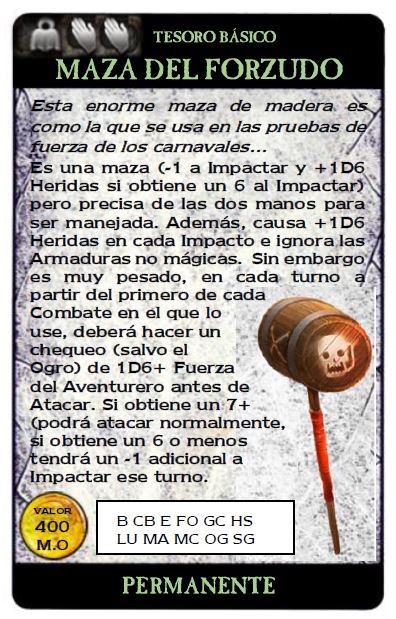 TESORO BÁSICO
MAZA DEL FORZUDO
Esta enorme maza de madera es
como la que se usa en las pruebas de
fuerza de los carnavales...
Es una maza (-1 a Impactar y +1D6
Heridas si obtiene un 6 al Impactar)
pero precisa de las dos manos para
ser manejada. Además, causa +1D6
Heridas en cada Impacto e ignora las
Armaduras no mágicas. Sin embargo
es muy pesado, en cada turno a
partir del primero de cada
Combate en el que lo
use, deberá hacer un
chequeo (salvo el
Ogro) de 1D6+ Fuerza
del Aventurero antes de
Atacar. Si obtiene un 7+
(podrá atacar normalmente,
si obtiene un 6 o menos
tendrá un -1 adicional a
Impactar ese turno.
VALOR
400
M.O
B CB E FO GC HS
LU MA MC OG SG
PERMANENTE